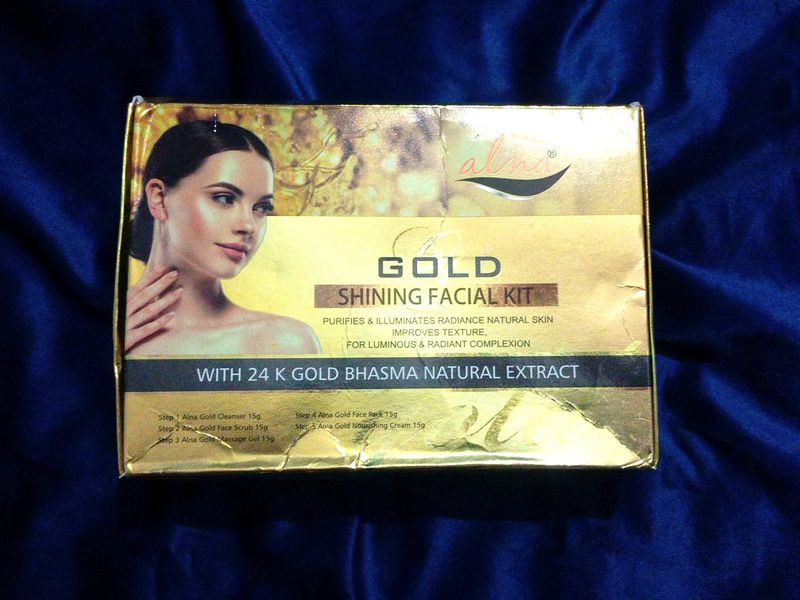 alna®
GOLD
SHINING FACIAL KIT
PURIFIES & ILLUMINATES RADIANCE NATURAL SKIN
IMPROVES TEXTURE,
FOR LUMINOUS & RADIANT COMPLEXION
WITH 24 K GOLD BHASMA NATURAL EXTRACT
Step 1 Alna Gold Cleanser 15g
Step 2 Alna Gold Face Scrub 15g
Step 3 Alna Gold Massage Gel 15g
Step 4 Alna Gold Face Pack 15g
Step 5 Alna Gold Nourishing Cream 15g